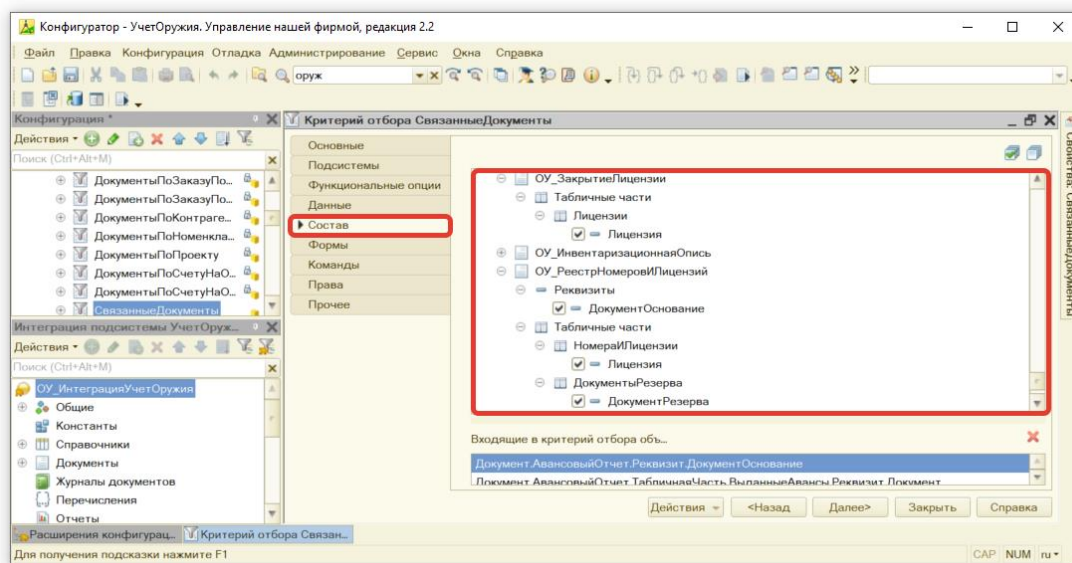 Конфигуратор - УчетОружия. Управление нашей фирмой, редакция 2.2
Файл Правка Конфигурация Отладка Администрирование Сервис Окна Справка
оруж
Конфигурация *
Действия
Поиск (Ctrl+Alt+M)
ДокументыПоЗаказуПо...
ДокументыПоЗаказуПо...
ДокументыПоКонтраге...
ДокументыПоНоменкла...
ДокументыПоПроекту
ДокументыПоСчетуНаО...
ДокументыПоСчетуНаО...
СвязанныеДокументы
Интеграция подсистемы УчетОруж...
Действия
Поиск (Ctrl+Alt+M)
ОУ_ИнтеграцияУчетОружия
Общие
Константы
Справочники
Документы
Журналы документов
Перечисления
Отчеты
Критерий отбора СвязанныеДокументы
Основные
Подсистемы
Функциональные опции
Данные
Состав
Формы
Команды
Права
Прочее
ОУ_ЗакрытиеЛицензии
Табличные части
Лицензии
Лицензия
ОУ_ИнвентаризационнаяОпись
ОУ_РеестрНомеровИЛицензий
Реквизиты
ДокументОснование
Табличные части
НомераИЛицензии
Лицензия
ДокументыРезерва
ДокументРезерва
Входящие в критерий отбора объ...
Документ.АвансовыйОтчет.Реквизит.ДокументОснование
Документ.АвансовыйОтчет.ТабличнаяЧасть.ВыданныеАвансы.Реквизит.Документ
Действия <Назад Далее> Закрыть Справка
Свойства: СвязанныеДокументы
Расширения конфигурац... Критерий отбора Связан...
Для получения подсказки нажмите F1
CAP NUM ru